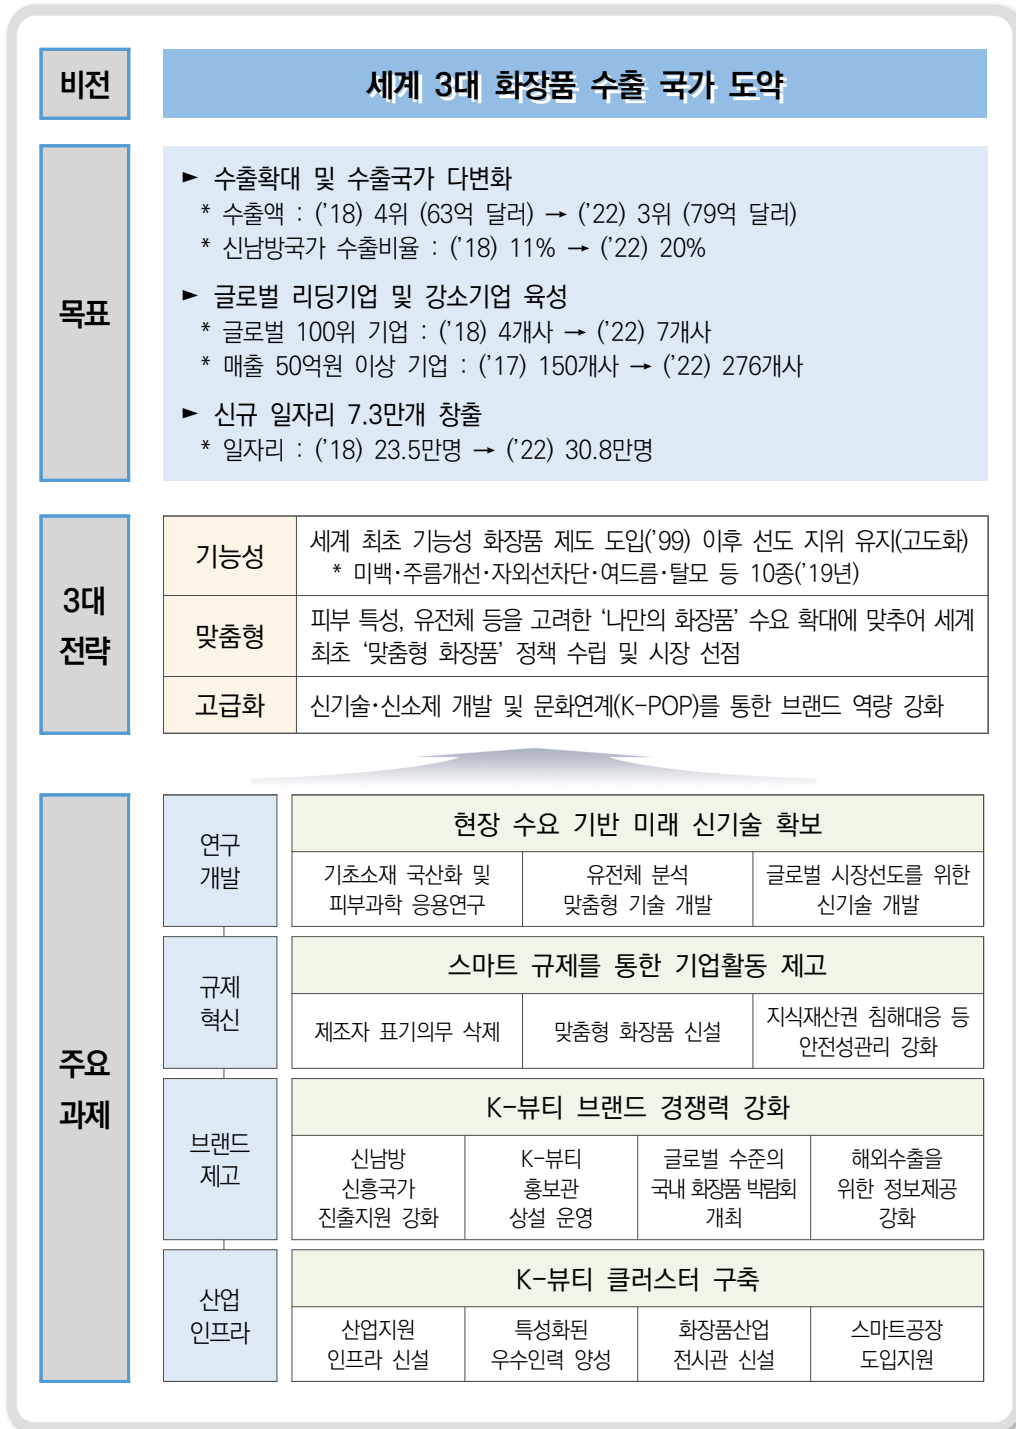 비전
세계 3대 화장품 수출 국가 도약
목표
► 수출확대 및 수출국가 다변화
* 수출액 : ('18) 4위 (63억 달러) → ('22) 3위 (79억 달러)
* 신남방국가 수출비율 : ('18) 11% → ('22) 20%
► 글로벌 리딩기업 및 강소기업 육성
* 글로벌 100위 기업 : ('18) 4개사 → ('22) 7개사
* 매출 50억원 이상 기업 : ('17) 150개사 → ('22) 276개사
► 신규 일자리 7.3만개 창출
* 일자리 : ('18) 23.5만명 → ('22) 30.8만명
3대
전략
기능성
세계 최초 기능성 화장품 제도 도입('99) 이후 선도 지위 유지(고도화)
* 미백·주름개선·자외선차단·여드름·탈모 등 10종('19년)
맞춤형
피부 특성, 유전체 등을 고려한 '나만의 화장품' 수요 확대에 맞추어 세계
최초 '맞춤형 화장품' 정책 수립 및 시장 선점
고급화
신기술·신소재 개발 및 문화연계(K-POP)를 통한 브랜드 역량 강화
주요
과제
연구
개발
현장 수요 기반 미래 신기술 확보
기초소재 국산화 및
피부과학 응용연구
유전체 분석
맞춤형 기술 개발
글로벌 시장선도를 위한
신기술 개발
규제
혁신
스마트 규제를 통한 기업활동 제고
제조자 표기의무 삭제
맞춤형 화장품 신설
지식재산권 침해대응 등
안전성관리 강화
브랜드
제고
K-뷰티 브랜드 경쟁력 강화
신남방
신흥국가
진출지원 강화
K-뷰티
홍보관
상설 운영
글로벌 수준의
국내 화장품 박람회
개최
해외수출을
위한 정보제공
강화
산업
인프라
K-뷰티 클러스터 구축
산업지원
인프라 신설
특성화된
우수인력 양성
화장품산업
전시관 신설
스마트공장
도입지원